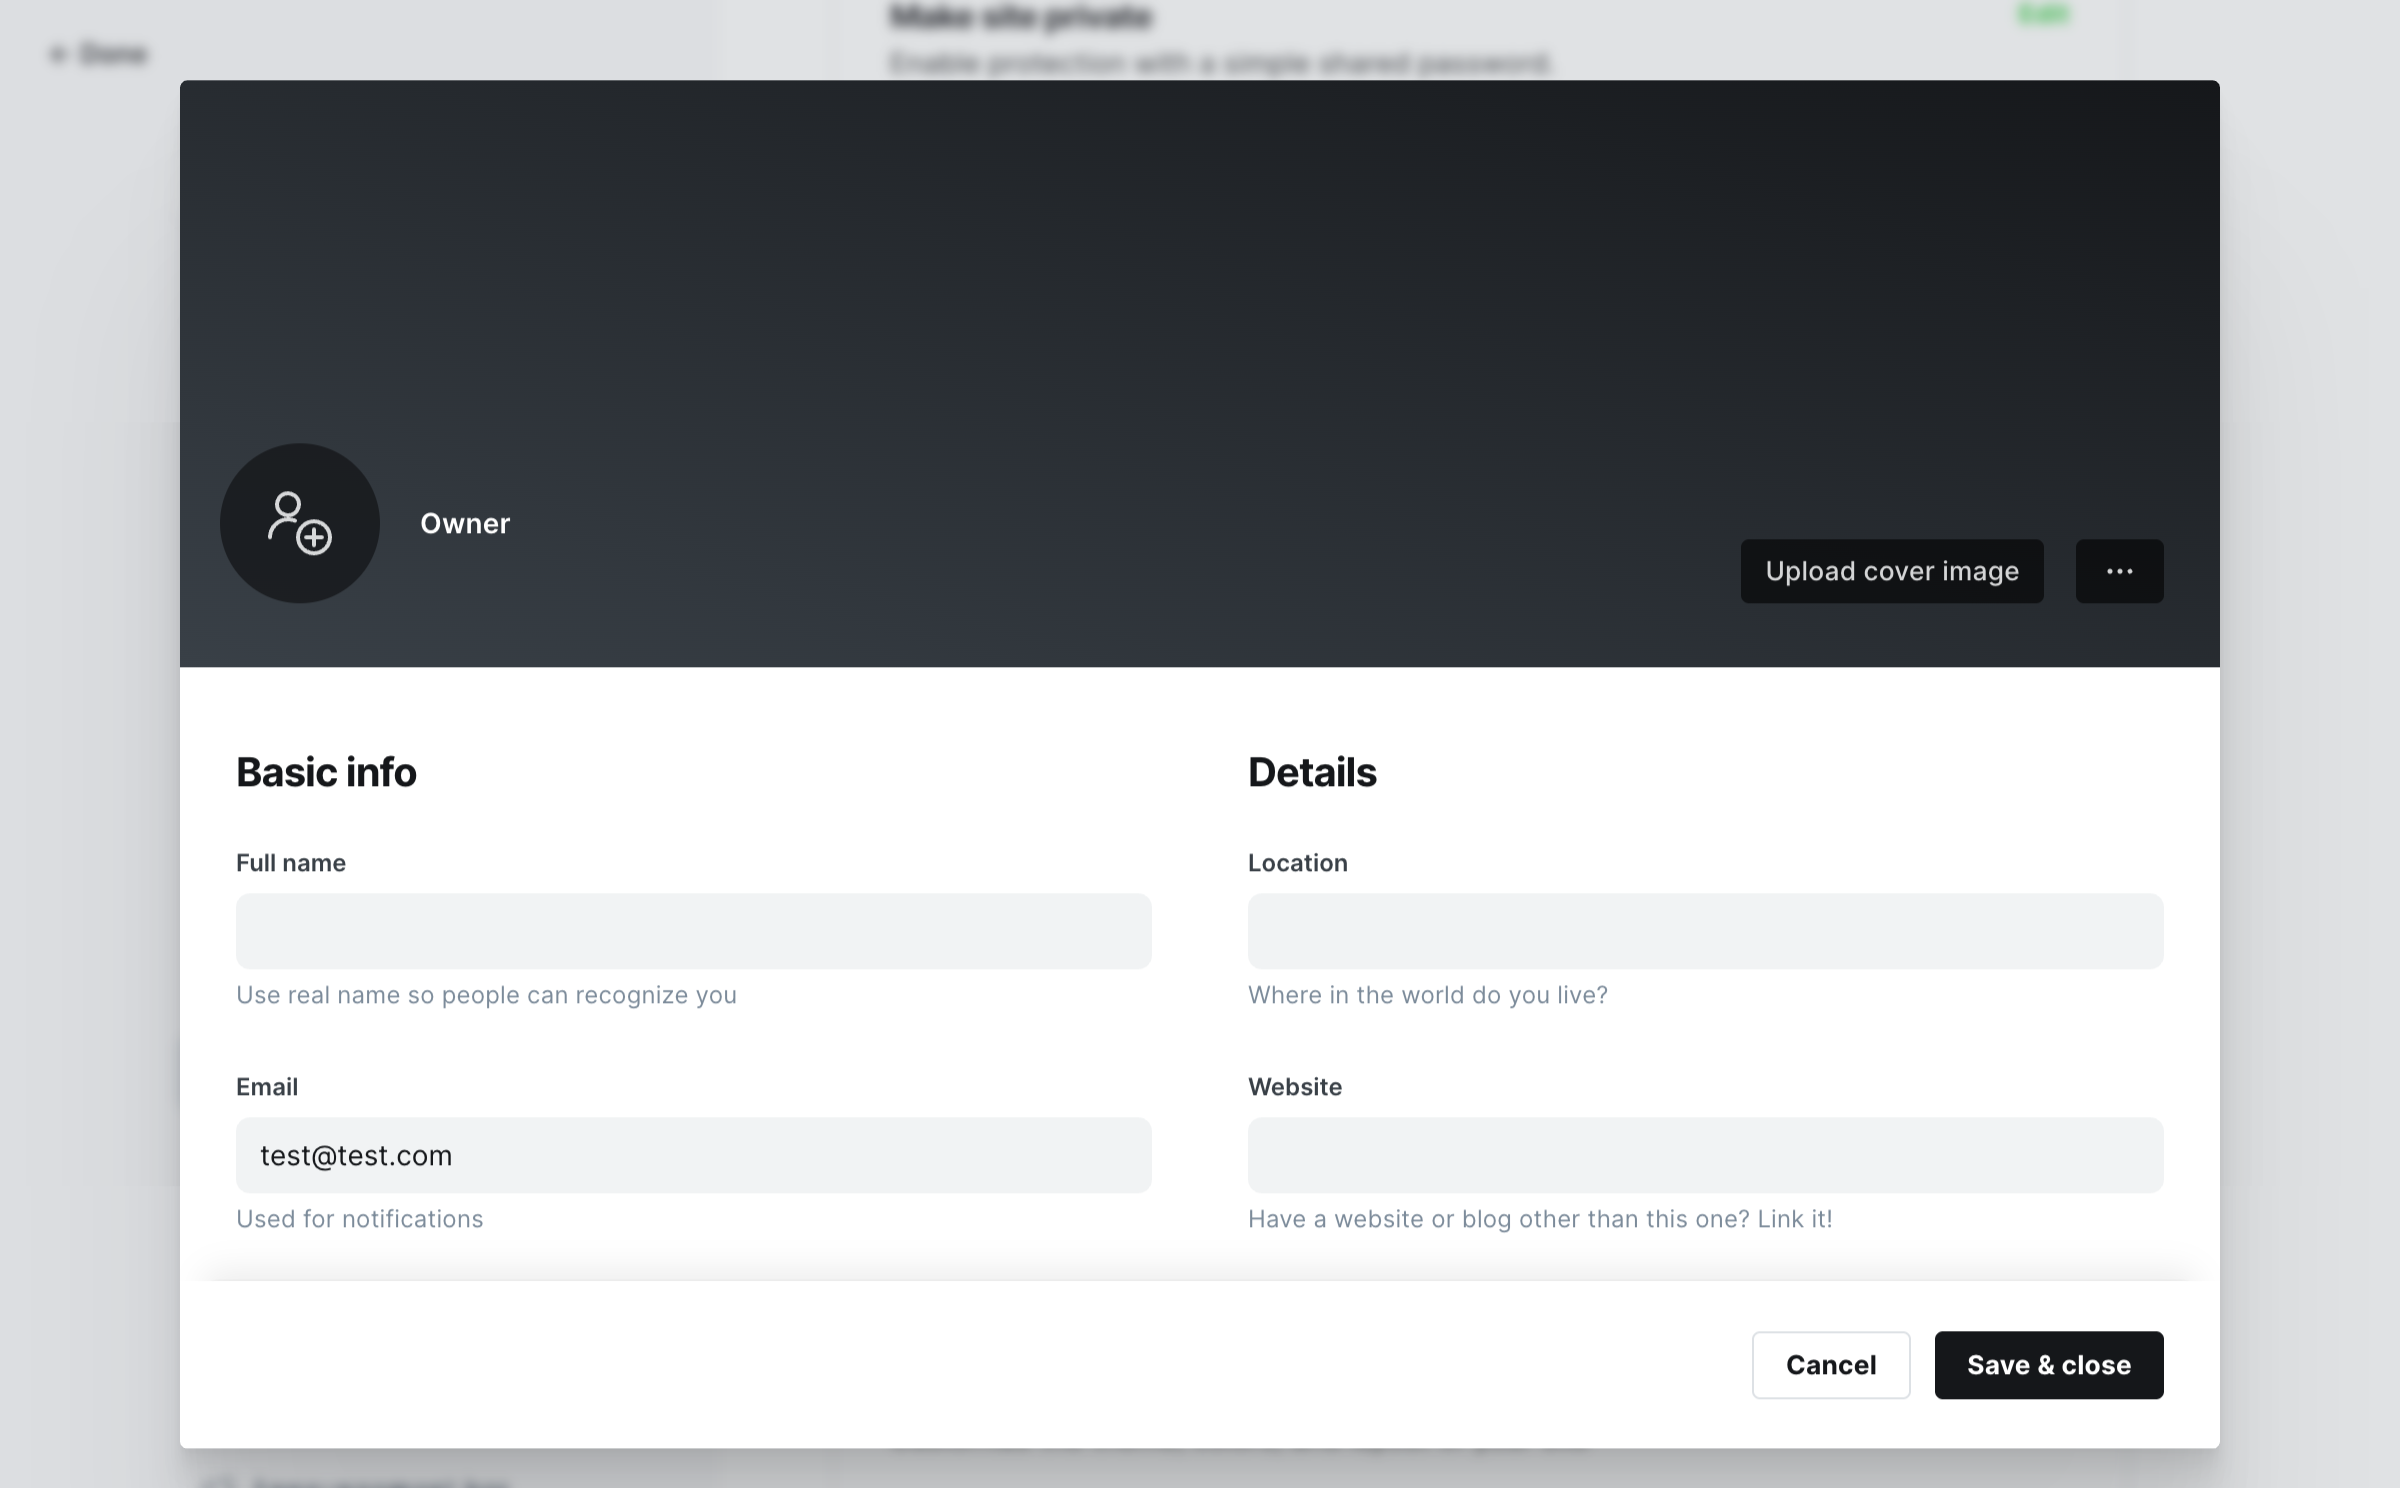 Make site private
Edit
← Done
Enable protection with a simple shared password.
Owner
Upload cover image
Basic info
Details
Full name
Location
Use real name so people can recognize you
Where in the world do you live?
Email
Website
test@test.com
Used for notifications
Have a website or blog other than this one? Link it!
Cancel
Save & close